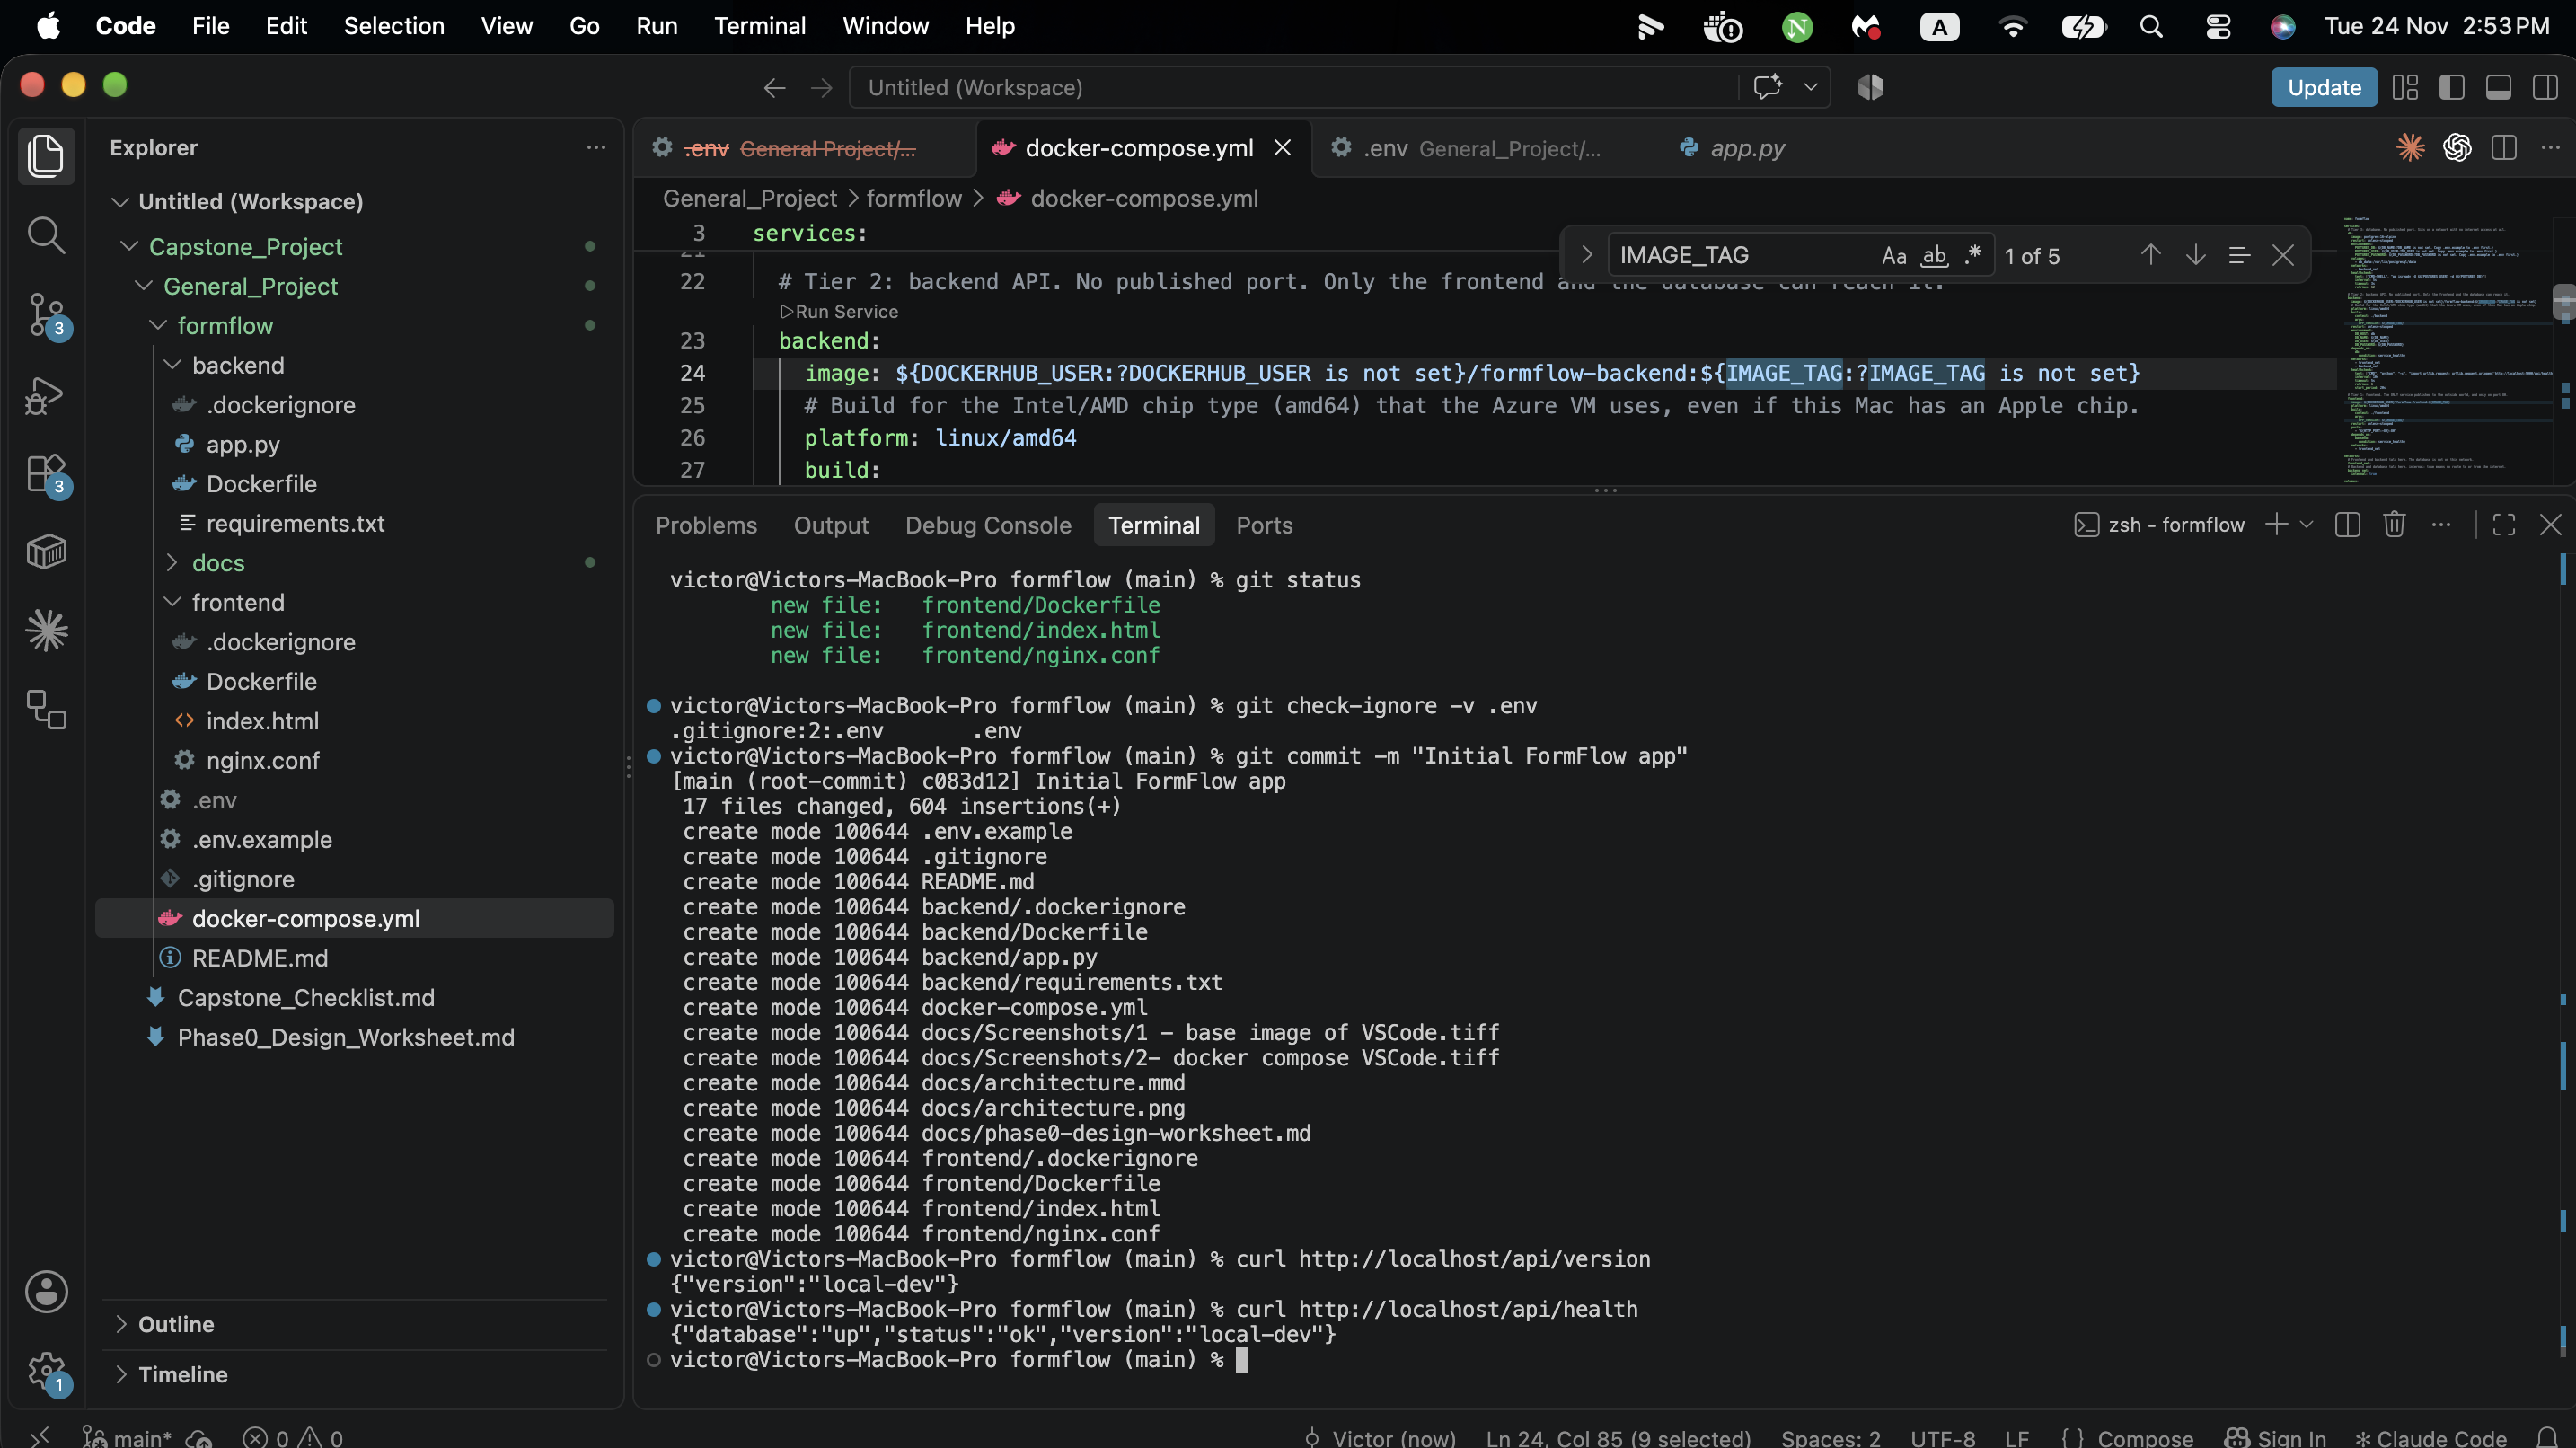 Code File Edit Selection View Go Run Terminal Window Help
A
Tue 24 Nov 2:53 PM
Untitled (Workspace)
Update
Explorer
Untitled (Workspace)
Capstone_Project
General_Project
formflow
backend
.dockerignore
app.py
Dockerfile
requirements.txt
docs
frontend
.dockerignore
Dockerfile
index.html
nginx.conf
.env
.env.example
.gitignore
docker-compose.yml
README.md
Capstone_Checklist.md
Phase0_Design_Worksheet.md
Outline
Timeline
3
3
1
.env General Project/...
docker-compose.yml
.env General_Project/...
app.py
General_Project > formflow > docker-compose.yml
3 services:
IMAGE_TAG Aa ab .* 1 of 5
21
22 # Tier 2: backend API. No published port. Only the frontend and the database can reach it.
Run Service
23 backend:
24 image: ${DOCKERHUB_USER:?DOCKERHUB_USER is not set}/formflow-backend:${IMAGE_TAG:?IMAGE_TAG is not set}
25 # Build for the Intel/AMD chip type (amd64) that the Azure VM uses, even if this Mac has an Apple chip.
26 platform: linux/amd64
27 build:
Problems Output Debug Console Terminal Ports
zsh - formflow
victor@Victors-MacBook-Pro formflow (main) % git status
new file: frontend/Dockerfile
new file: frontend/index.html
new file: frontend/nginx.conf
victor@Victors-MacBook-Pro formflow (main) % git check-ignore -v .env
.gitignore:2:.env .env
victor@Victors-MacBook-Pro formflow (main) % git commit -m "Initial FormFlow app"
[main (root-commit) c083d12] Initial FormFlow app
17 files changed, 604 insertions(+)
create mode 100644 .env.example
create mode 100644 .gitignore
create mode 100644 README.md
create mode 100644 backend/.dockerignore
create mode 100644 backend/Dockerfile
create mode 100644 backend/app.py
create mode 100644 backend/requirements.txt
create mode 100644 docker-compose.yml
create mode 100644 docs/Screenshots/1 - base image of VSCode.tiff
create mode 100644 docs/Screenshots/2- docker compose VSCode.tiff
create mode 100644 docs/architecture.mmd
create mode 100644 docs/architecture.png
create mode 100644 docs/phase0-design-worksheet.md
create mode 100644 frontend/.dockerignore
create mode 100644 frontend/Dockerfile
create mode 100644 frontend/index.html
create mode 100644 frontend/nginx.conf
victor@Victors-MacBook-Pro formflow (main) % curl http://localhost/api/version
{"version":"local-dev"}
victor@Victors-MacBook-Pro formflow (main) % curl http://localhost/api/health
{"database":"up","status":"ok","version":"local-dev"}
victor@Victors-MacBook-Pro formflow (main) %
main* 0 0
Victor (now) Ln 24, Col 85 (9 selected) Spaces: 2 UTF-8 LF {} Compose Sign In Claude Code